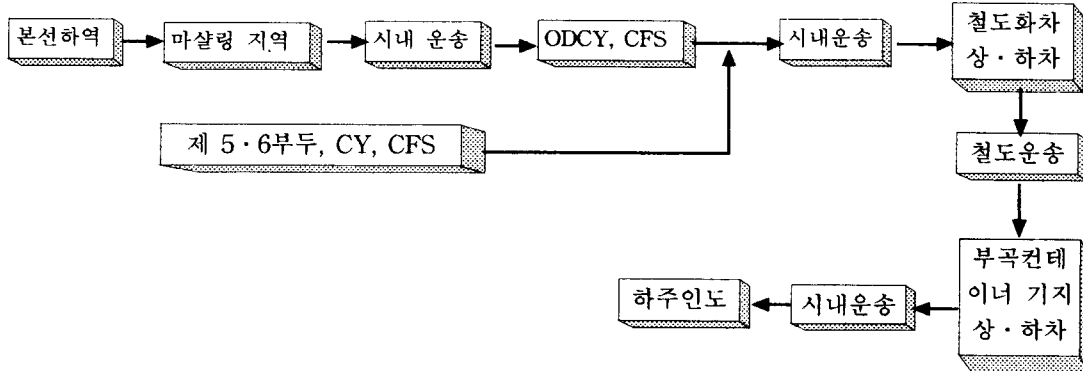 본선하역
마샬링 지역
시내 운송
ODCY, CFS
시내운송
철도화차
상·하차
제 5·6부두, CY, CFS
철도운송
부곡컨테
이너 기지
상·하차
시내운송
하주인도